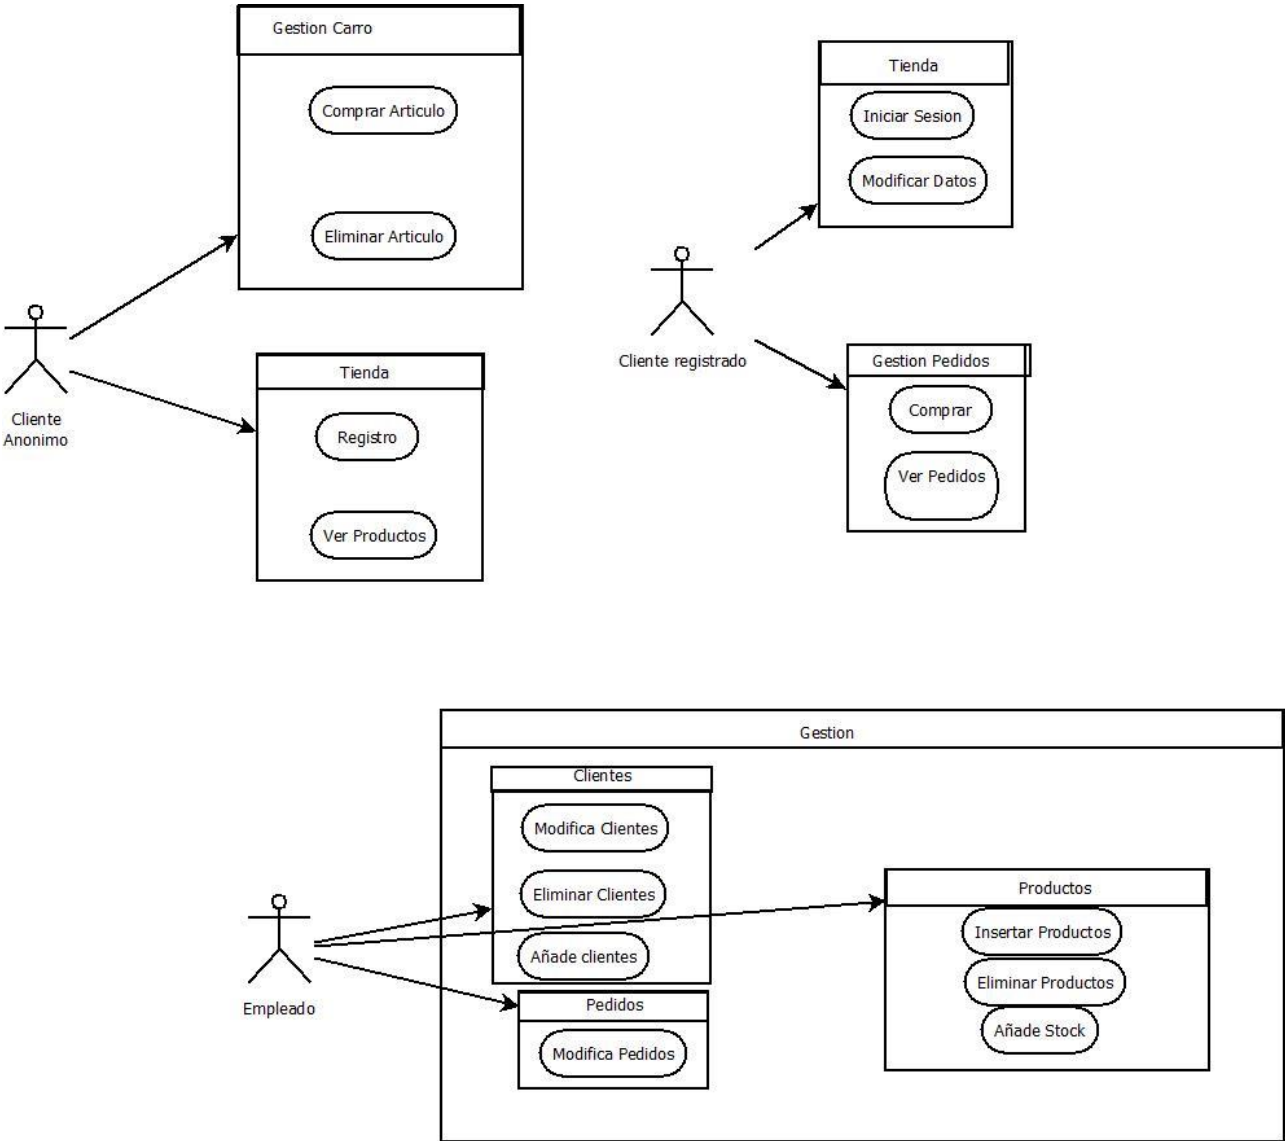 Gestion Carro
Comprar Articulo
Eliminar Articulo
Cliente
Anonimo
Tienda
Registro
Ver Productos
Tienda
Iniciar Sesion
Modificar Datos
Cliente registrado
Gestion Pedidos
Comprar
Ver Pedidos
Gestion
Clientes
Modifica Clientes
Eliminar Clientes
Añade clientes
Empleado
Pedidos
Modifica Pedidos
Productos
Insertar Productos
Eliminar Productos
Añade Stock